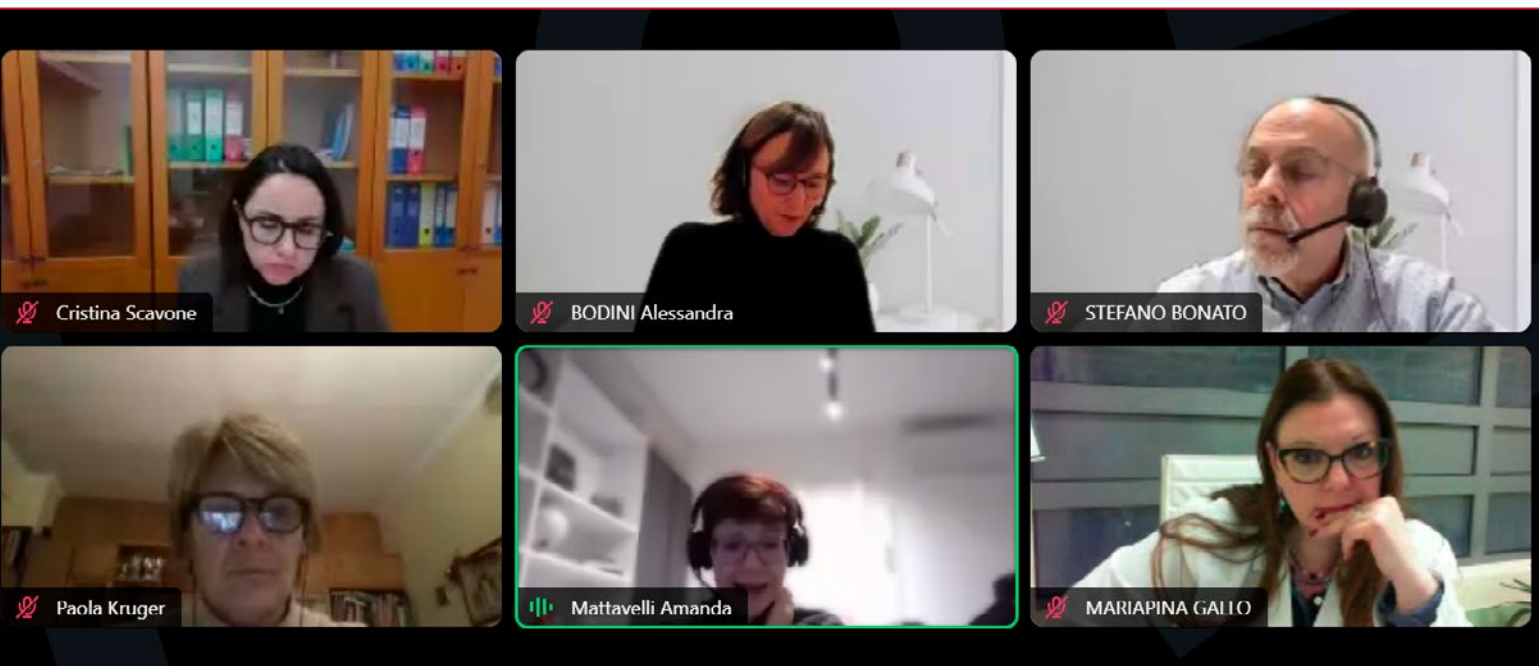 Cristina Scavone
BODINI Alessandra
STEFANO BONATO
Paola Kruger
Mattavelli Amanda
MARIAPINA GALLO